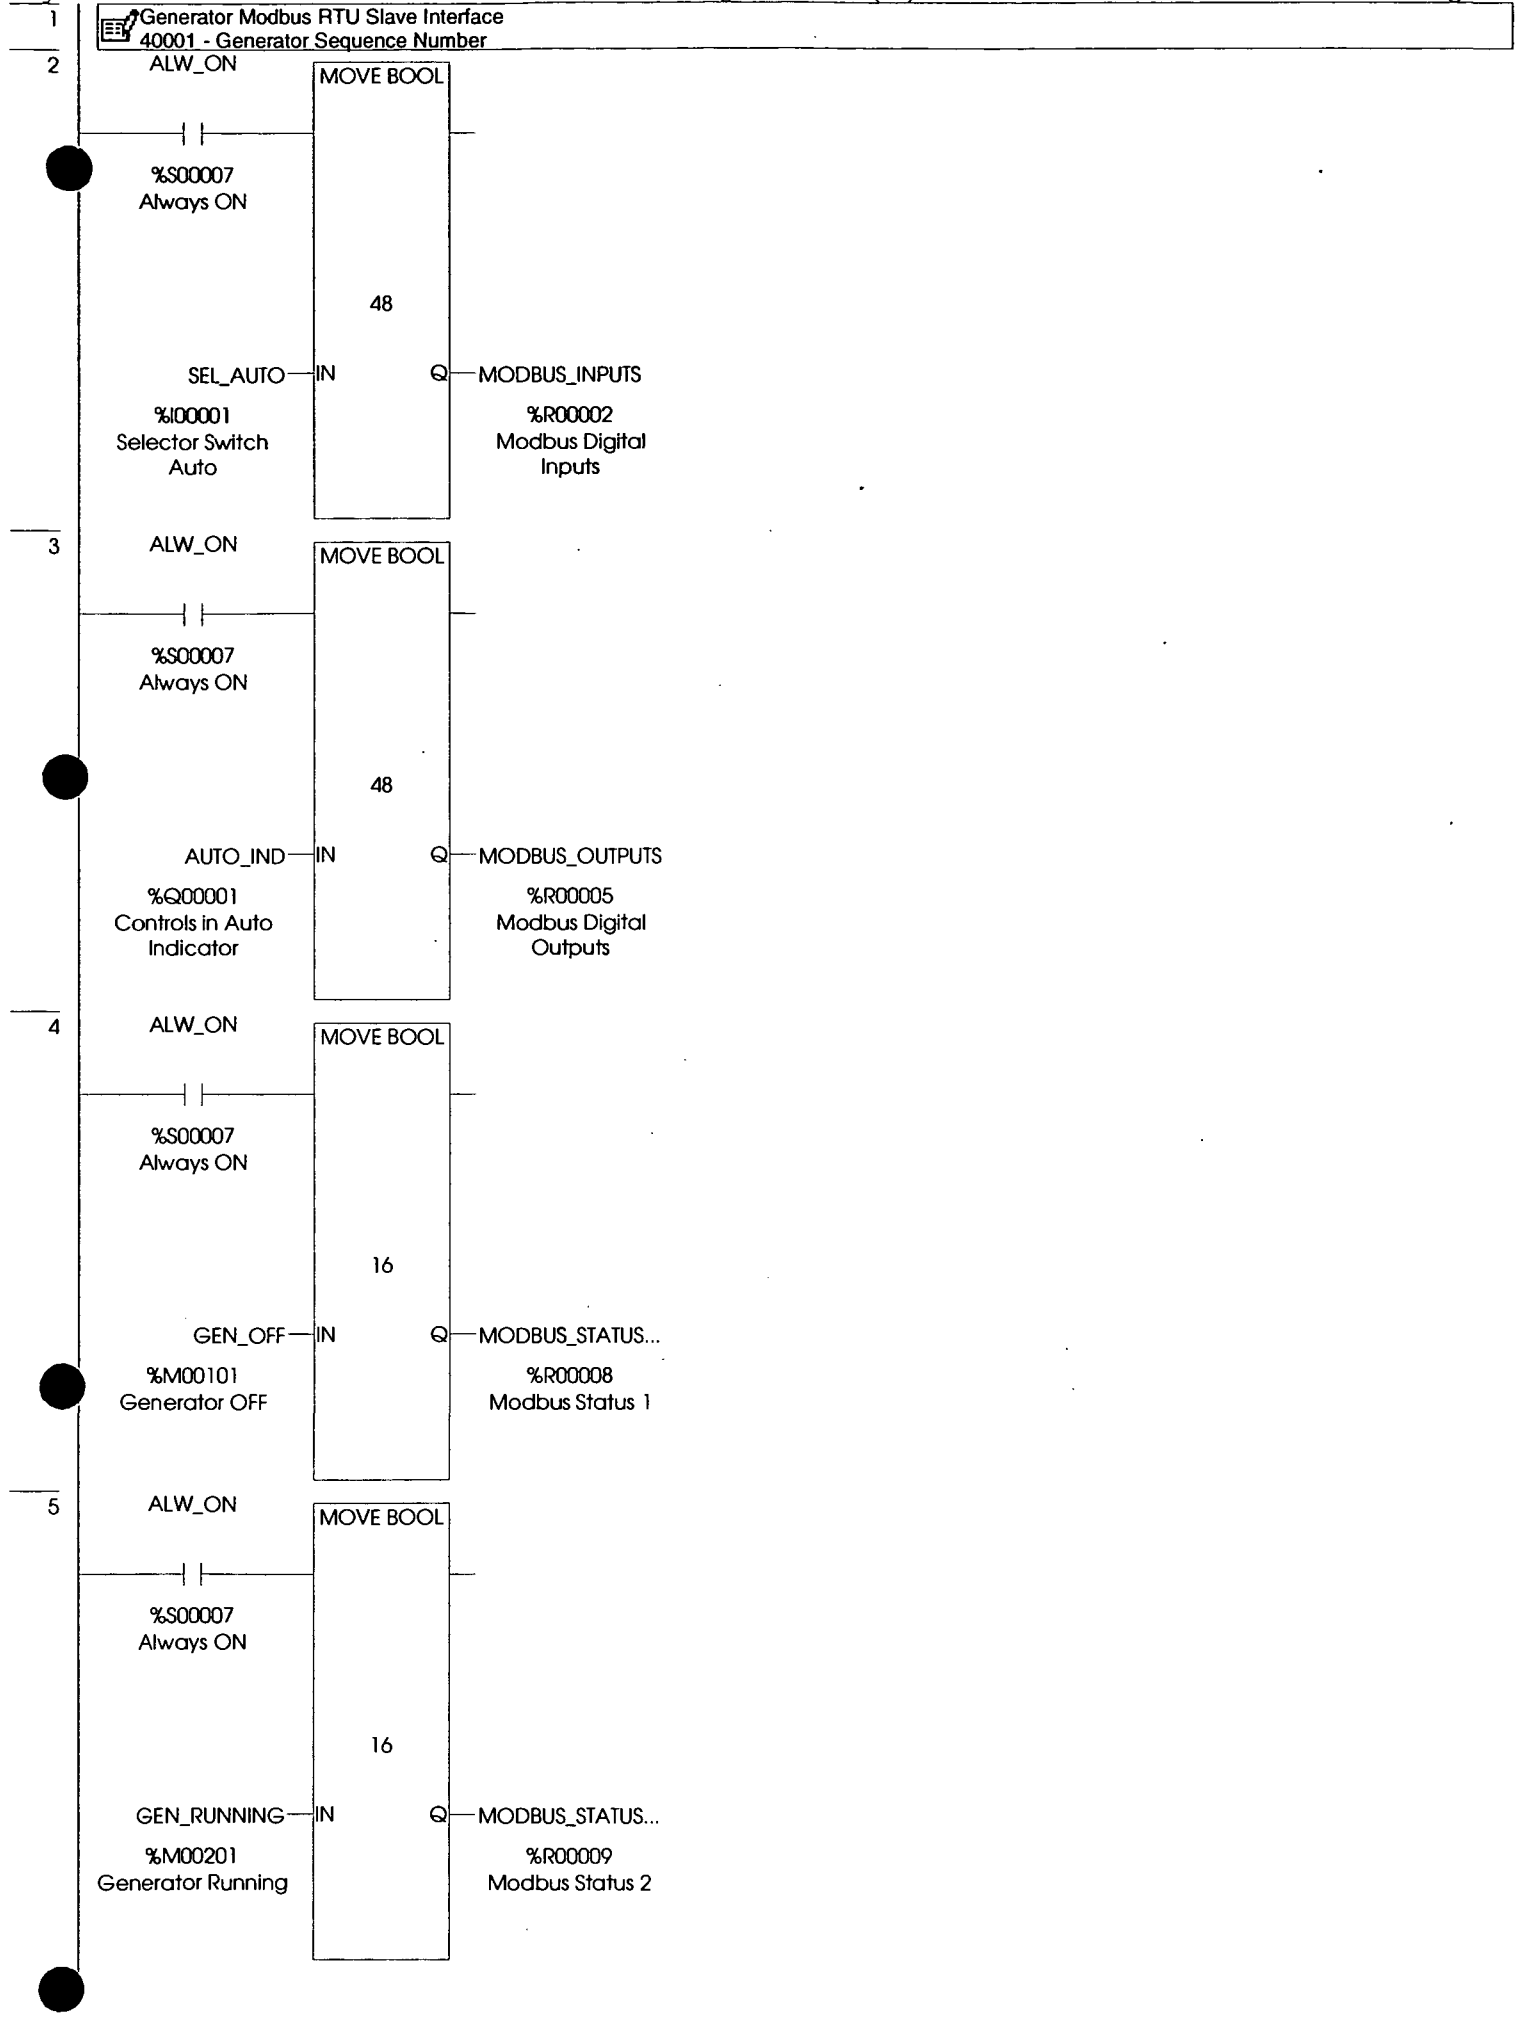 1
Generator Modbus RTU Slave Interface
40001 - Generator Sequence Number
2
ALW_ON
MOVE BOOL
%S00007
Always ON
48
SEL_AUTO
IN
Q
MODBUS_INPUTS
%I00001
Selector Switch
Auto
%R00002
Modbus Digital
Inputs
3
ALW_ON
MOVE BOOL
%S00007
Always ON
48
AUTO_IND
IN
Q
MODBUS_OUTPUTS
%Q00001
Controls in Auto
Indicator
%R00005
Modbus Digital
Outputs
4
ALW_ON
MOVE BOOL
%S00007
Always ON
16
GEN_OFF
IN
Q
MODBUS_STATUS...
%M00101
Generator OFF
%R00008
Modbus Status 1
5
ALW_ON
MOVE BOOL
%S00007
Always ON
16
GEN_RUNNING
IN
Q
MODBUS_STATUS...
%M00201
Generator Running
%R00009
Modbus Status 2